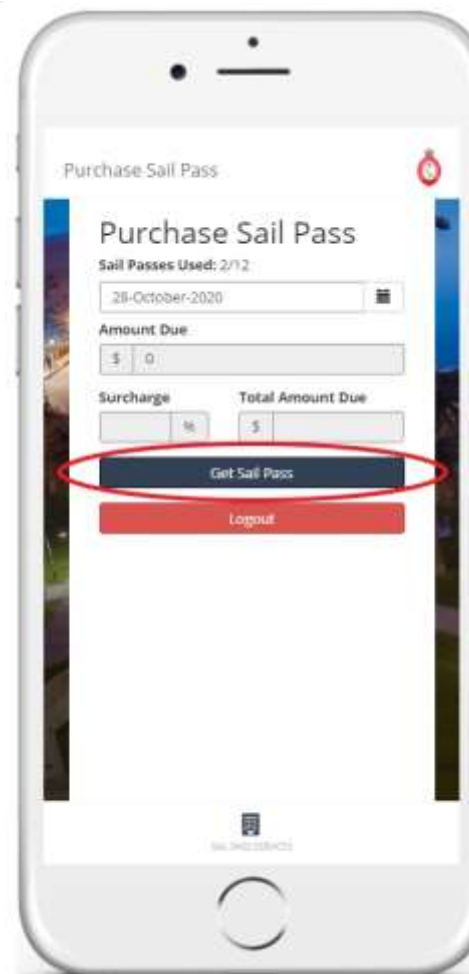 Purchase Sail Pass
Purchase Sail Pass
Sail Passes Used: 2/12
28-October-2020
Amount Due
$ 0
Surcharge Total Amount Due
% $
Get Sail Pass
Logout